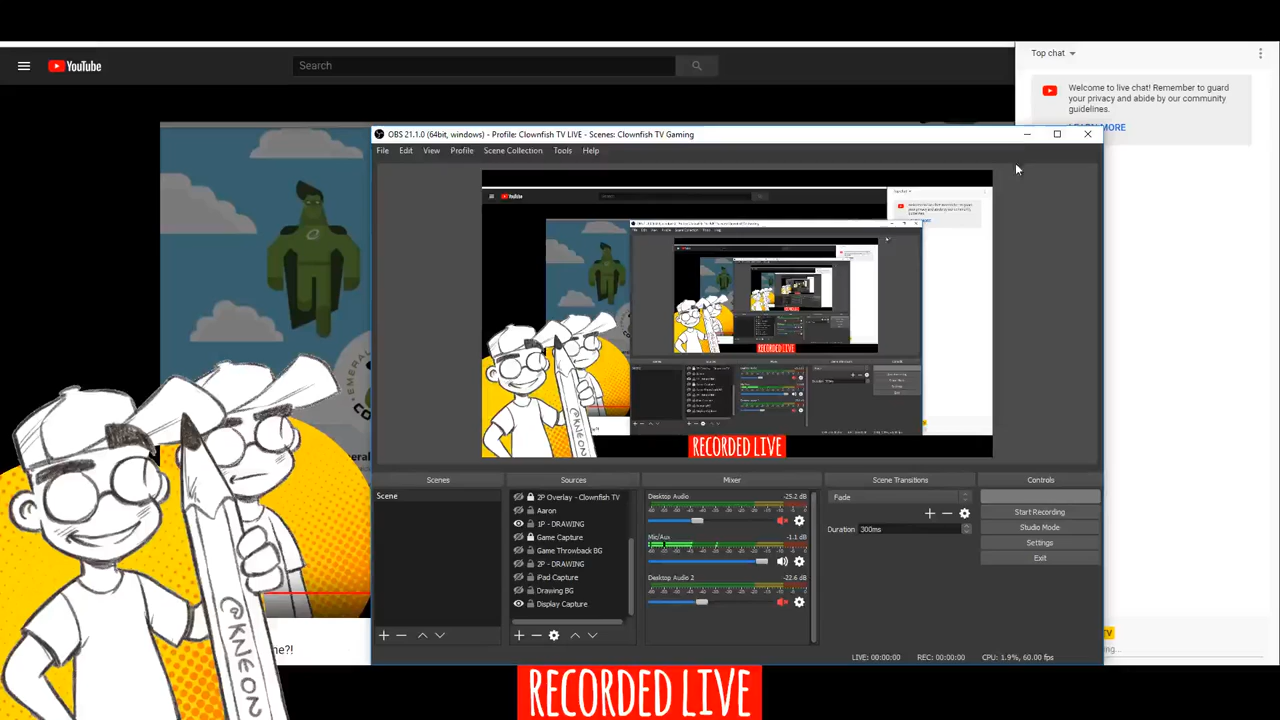 YouTube
Search
Top chat
Welcome to live chat! Remember to guard
your privacy and abide by our community
guidelines.
LEARN MORE
OBS 21.1.0 (64bit, windows) - Profile: Clownfish TV LIVE - Scenes: Clownfish TV Gaming
File Edit View Profile Scene Collection Tools Help
YouTube
RECORDED LIVE
RECORDED LIVE
@KNEON
Scenes
Sources
Mixer
Scene Transitions
Controls
Scene
2P Overlay - Clownfish TV
Aaron
1P - DRAWING
Game Capture
Game Throwback BG
2P - DRAWING
iPad Capture
Drawing BG
Display Capture
Desktop Audio -25.2 dB
Mic/Aux -1.1 dB
Desktop Audio 2 -22.6 dB
Fade
Duration 300ms
Start Recording
Studio Mode
Settings
Exit
LIVE: 00:00:00 REC: 00:00:00 CPU: 1.9%, 60.00 fps
@KNEON
ne?!
TV
RECORDED LIVE